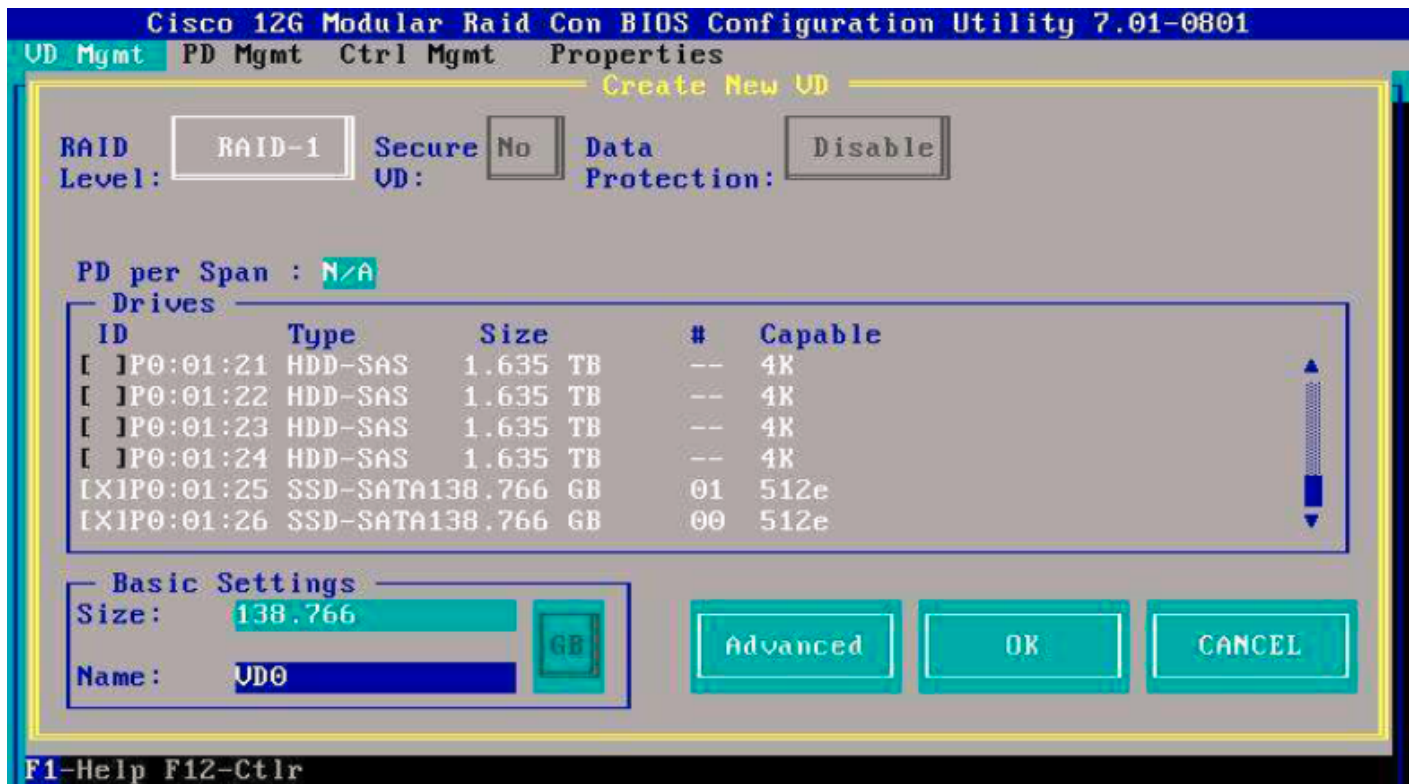 Cisco 12G Modular Raid Con BIOS Configuration Utility 7.01-0801
VD Mgmt PD Mgmt Ctrl Mgmt Properties
Create New VD
RAID Level: RAID-1 Secure VD: No Data Protection: Disable
PD per Span : N/A
Drives
ID Type Size # Capable
[ ]P0:01:21 HDD-SAS 1.635 TB -- 4K
[ ]P0:01:22 HDD-SAS 1.635 TB -- 4K
[ ]P0:01:23 HDD-SAS 1.635 TB -- 4K
[ ]P0:01:24 HDD-SAS 1.635 TB -- 4K
[X]P0:01:25 SSD-SATA138.766 GB 01 512e
[X]P0:01:26 SSD-SATA138.766 GB 00 512e
Basic Settings
Size: 138.766 GB
Name: VD0
Advanced OK CANCEL
F1-Help F12-Ctlr